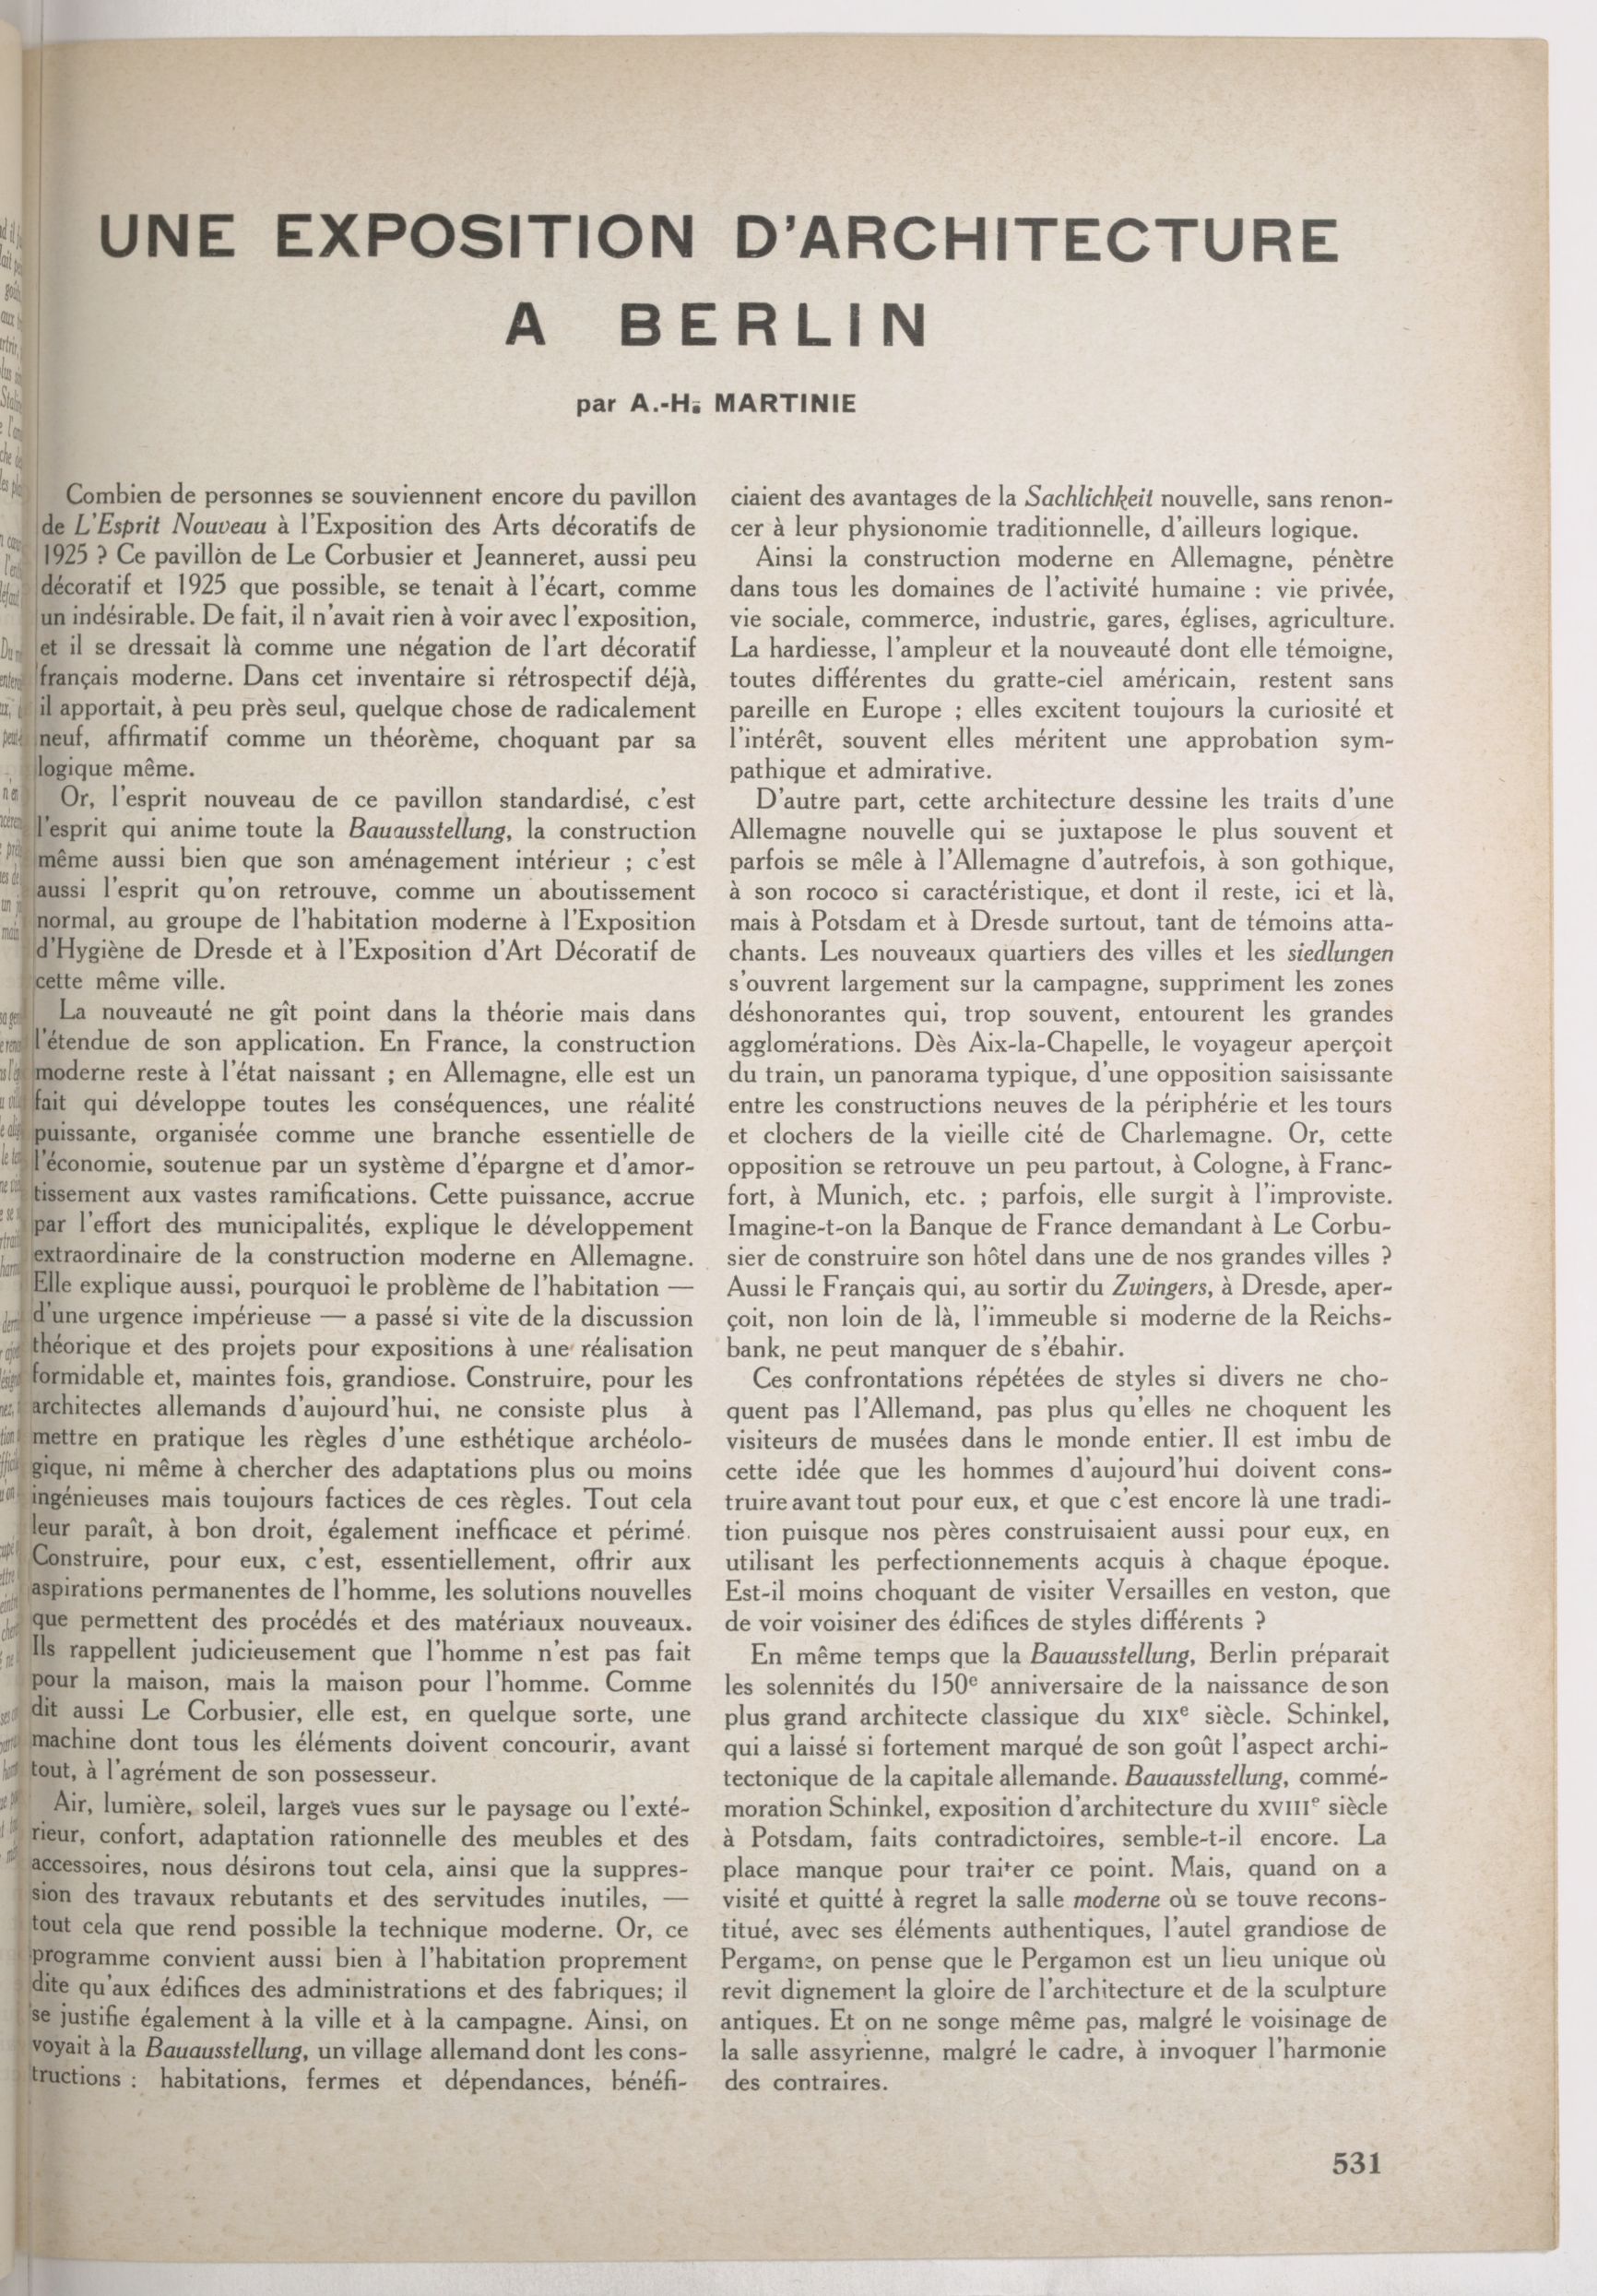 UNE EXPOSITION D'ARCHITECTURE
A BERLIN
par A.-H. MARTINIE
Combien de personnes se souviennent encore du pavillon
de L'Esprit Nouveau à l'Exposition des Arts décoratifs de
1925 ? Ce pavillon de Le Corbusier et Jeanneret, aussi peu
décoratif et 1925 que possible, se tenait à l'écart, comme
un indésirable. De fait, il n'avait rien à voir avec l'exposition,
et il se dressait là comme une négation de l'art décoratif
français moderne. Dans cet inventaire si rétrospectif déjà,
il apportait, à peu près seul, quelque chose de radicalement
neuf, affirmatif comme un théorème, choquant par sa
logique même.
Or, l'esprit nouveau de ce pavillon standardisé, c'est
l'esprit qui anime toute la Bauausstellung, la construction
même aussi bien que son aménagement intérieur ; c'est
aussi l'esprit qu'on retrouve, comme un aboutissement
normal, au groupe de l'habitation moderne à l'Exposition
d'Hygiène de Dresde et à l'Exposition d'Art Décoratif de
cette même ville.
La nouveauté ne gît point dans la théorie mais dans
l'étendue de son application. En France, la construction
moderne reste à l'état naissant ; en Allemagne, elle est un
fait qui développe toutes les conséquences, une réalité
puissante, organisée comme une branche essentielle de
l'économie, soutenue par un système d'épargne et d'amor-
tissement aux vastes ramifications. Cette puissance, accrue
par l'effort des municipalités, explique le développement
extraordinaire de la construction moderne en Allemagne.
Elle explique aussi, pourquoi le problème de l'habitation —
d'une urgence impérieuse — a passé si vite de la discussion
théorique et des projets pour expositions à une réalisation
formidable et, maintes fois, grandiose. Construire, pour les
architectes allemands d'aujourd'hui, ne consiste plus à
mettre en pratique les règles d'une esthétique archéolo-
gique, ni même à chercher des adaptations plus ou moins
ingénieuses mais toujours factices de ces règles. Tout cela
leur paraît, à bon droit, également inefficace et périmé.
Construire, pour eux, c'est, essentiellement, offrir aux
aspirations permanentes de l'homme, les solutions nouvelles
que permettent des procédés et des matériaux nouveaux.
Ils rappellent judicieusement que l'homme n'est pas fait
pour la maison, mais la maison pour l'homme. Comme
dit aussi Le Corbusier, elle est, en quelque sorte, une
machine dont tous les éléments doivent concourir, avant
tout, à l'agrément de son possesseur.
Air, lumière, soleil, larges vues sur le paysage ou l'exté-
rieur, confort, adaptation rationnelle des meubles et des
accessoires, nous désirons tout cela, ainsi que la suppres-
sion des travaux rebutants et des servitudes inutiles, —
tout cela que rend possible la technique moderne. Or, ce
programme convient aussi bien à l'habitation proprement
dite qu'aux édifices des administrations et des fabriques; il
se justifie également à la ville et à la campagne. Ainsi, on
voyait à la Bauausstellung, un village allemand dont les cons-
tructions : habitations, fermes et dépendances, bénéfi-
ciaient des avantages de la Sachlichkeit nouvelle, sans renon-
cer à leur physionomie traditionnelle, d'ailleurs logique.
Ainsi la construction moderne en Allemagne, pénètre
dans tous les domaines de l'activité humaine : vie privée,
vie sociale, commerce, industrie, gares, églises, agriculture.
La hardiesse, l'ampleur et la nouveauté dont elle témoigne,
toutes différentes du gratte-ciel américain, restent sans
pareille en Europe ; elles excitent toujours la curiosité et
l'intérêt, souvent elles méritent une approbation sym-
pathique et admirative.
D'autre part, cette architecture dessine les traits d'une
Allemagne nouvelle qui se juxtapose le plus souvent et
parfois se mêle à l'Allemagne d'autrefois, à son gothique,
à son rococo si caractéristique, et dont il reste, ici et là,
mais à Potsdam et à Dresde surtout, tant de témoins atta-
chants. Les nouveaux quartiers des villes et les siedlungen
s'ouvrent largement sur la campagne, suppriment les zones
déshonorantes qui, trop souvent, entourent les grandes
agglomérations. Dès Aix-la-Chapelle, le voyageur aperçoit
du train, un panorama typique, d'une opposition saisissante
entre les constructions neuves de la périphérie et les tours
et clochers de la vieille cité de Charlemagne. Or, cette
opposition se retrouve un peu partout, à Cologne, à Franc-
fort, à Munich, etc. ; parfois, elle surgit à l'improviste.
Imagine-t-on la Banque de France demandant à Le Corbu-
sier de construire son hôtel dans une de nos grandes villes ?
Aussi le Français qui, au sortir du Zwingers, à Dresde, aper-
çoit, non loin de là, l'immeuble si moderne de la Reichs-
bank, ne peut manquer de s'ébahir.
Ces confrontations répétées de styles si divers ne cho-
quent pas l'Allemand, pas plus qu'elles ne choquent les
visiteurs de musées dans le monde entier. Il est imbu de
cette idée que les hommes d'aujourd'hui doivent cons-
truire avant tout pour eux, et que c'est encore là une tradi-
tion puisque nos pères construisaient aussi pour eux, en
utilisant les perfectionnements acquis à chaque époque.
Est-il moins choquant de visiter Versailles en veston, que
de voir voisiner des édifices de styles différents ?
En même temps que la Bauausstellung, Berlin préparait
les solennités du 150e anniversaire de la naissance de son
plus grand architecte classique du XIXe siècle. Schinkel,
qui a laissé si fortement marqué de son goût l'aspect archi-
tectonique de la capitale allemande. Bauausstellung, commé-
moration Schinkel, exposition d'architecture du XVIIIe siècle
à Potsdam, faits contradictoires, semble-t-il encore. La
place manque pour traiter ce point. Mais, quand on a
visité et quitté à regret la salle moderne où se touve recons-
titué, avec ses éléments authentiques, l'autel grandiose de
Pergame, on pense que le Pergamon est un lieu unique où
revit dignement la gloire de l'architecture et de la sculpture
antiques. Et on ne songe même pas, malgré le voisinage de
la salle assyrienne, malgré le cadre, à invoquer l'harmonie
des contraires.
531